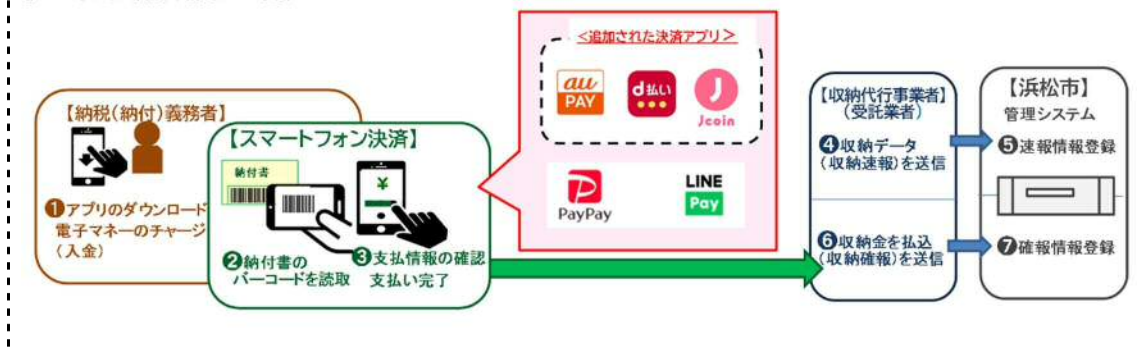 <追加された決済アプリ>
au
PAY
d払い
J
Jcoin
PayPay
LINE
Pay
【納税(納付)義務者】
❶アプリのダウンロード
電子マネーのチャージ
(入金)
【スマートフォン決済】
納付書
¥
❷納付書の
バーコードを読取
❸支払情報の確認
支払い完了
【収納代行事業者】
(受託業者)
❹収納データ
(収納速報)を送信
❻収納金を払込
(収納確報)を送信
【浜松市】
管理システム
❺速報情報登録
❼確報情報登録